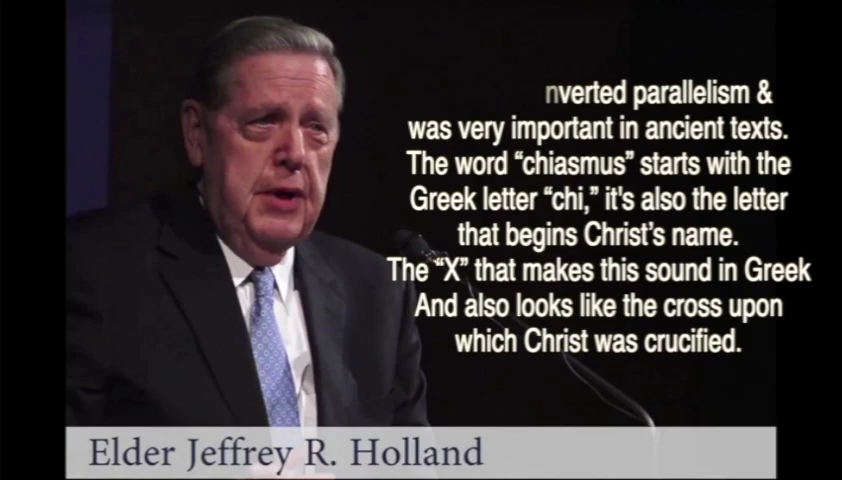 nverted parallelism &
was very important in ancient texts.
The word “chiasmus” starts with the
Greek letter “chi,” it's also the letter
that begins Christ’s name.
The “X” that makes this sound in Greek
And also looks like the cross upon
which Christ was crucified.
Elder Jeffrey R. Holland